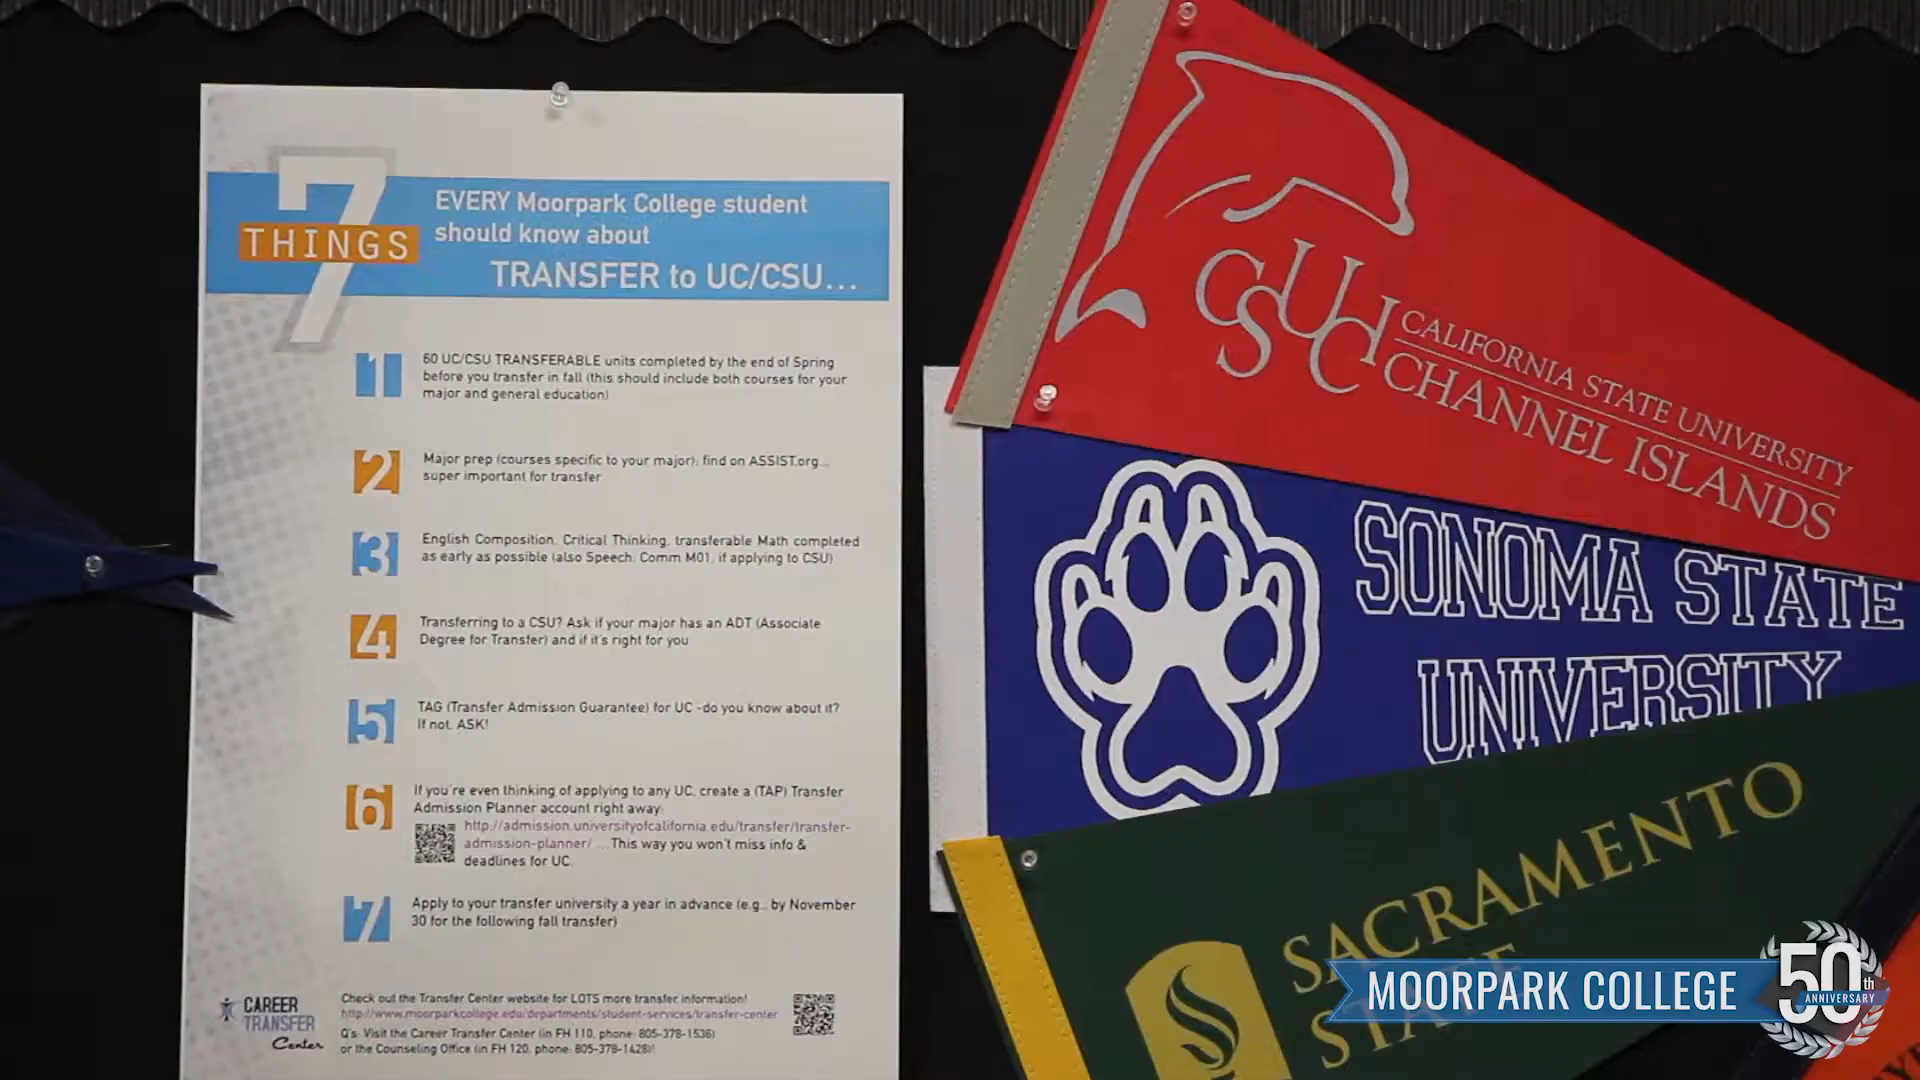 7
THINGS
EVERY Moorpark College student
should know about
TRANSFER to UC/CSU...
1
60 UC/CSU TRANSFERABLE units completed by the end of Spring
before you transfer in fall (this should include both courses for your
major and general education)
2
Major prep (courses specific to your major); find on ASSIST.org...
super important for transfer
3
English Composition, Critical Thinking, transferable Math completed
as early as possible (also Speech, Comm M01, if applying to CSU)
4
Transferring to a CSU? Ask if your major has an ADT (Associate
Degree for Transfer) and if it's right for you
5
TAG (Transfer Admission Guarantee) for UC -do you know about it?
If not, ASK!
6
If you're even thinking of applying to any UC, create a (TAP) Transfer
Admission Planner account right away:
http://admission.universityofcalifornia.edu/transfer/transfer-
admission-planner/ ...This way you won't miss info &
deadlines for UC.
7
Apply to your transfer university a year in advance (e.g., by November
30 for the following fall transfer)
CAREER
TRANSFER
Center
Check out the Transfer Center website for LOTS more transfer information!
http://www.moorparkcollege.edu/departments/student-services/transfer-center
Q's: Visit the Career Transfer Center (in FH 110, phone: 805-378-1536)
or the Counseling Office (in FH 120, phone: 805-378-1428)!
CSUCI
CALIFORNIA STATE UNIVERSITY
CHANNEL ISLANDS
SONOMA STATE
UNIVERSITY
SACRAMENTO
STATE
MOORPARK COLLEGE
50th
ANNIVERSARY